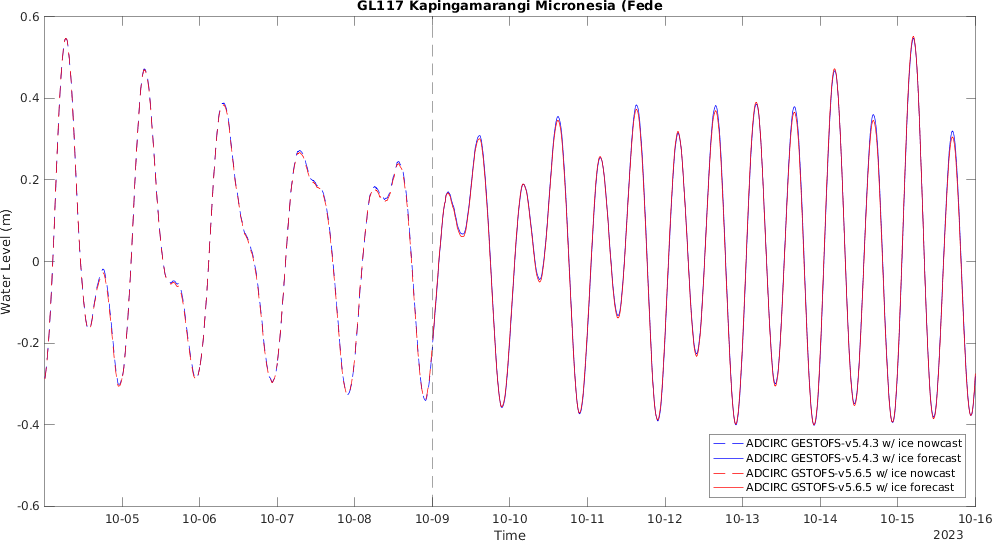 GL117 Kapingamarangi Micronesia (Fede
0.6
0.4
0.2
0
-0.2
-0.4
-0.6
Water Level (m)
ADCIRC GESTOFS-v5.4.3 w/ ice nowcast
ADCIRC GESTOFS-v5.4.3 w/ ice forecast
ADCIRC GSTOFS-v5.6.5 w/ ice nowcast
ADCIRC GSTOFS-v5.6.5 w/ ice forecast
10-05 10-06 10-07 10-08 10-09 10-10 10-11 10-12 10-13 10-14 10-15 10-16
Time
2023